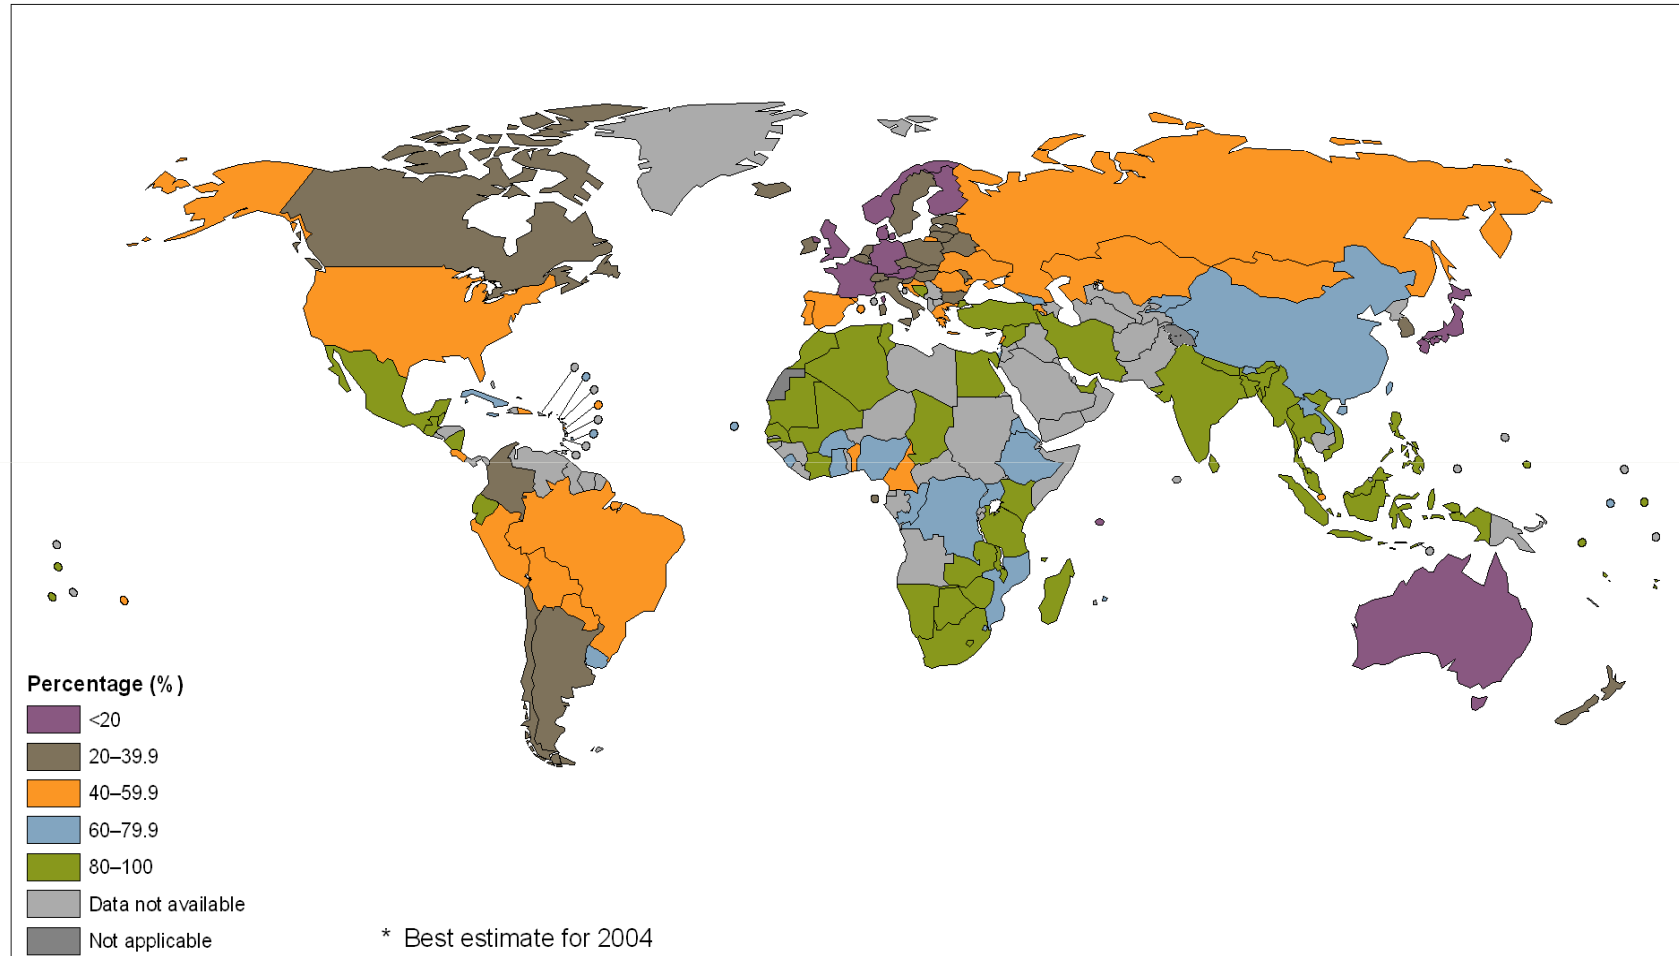 Percentage (%)
<20
20–39.9
40–59.9
60–79.9
80–100
Data not available
Not applicable
* Best estimate for 2004